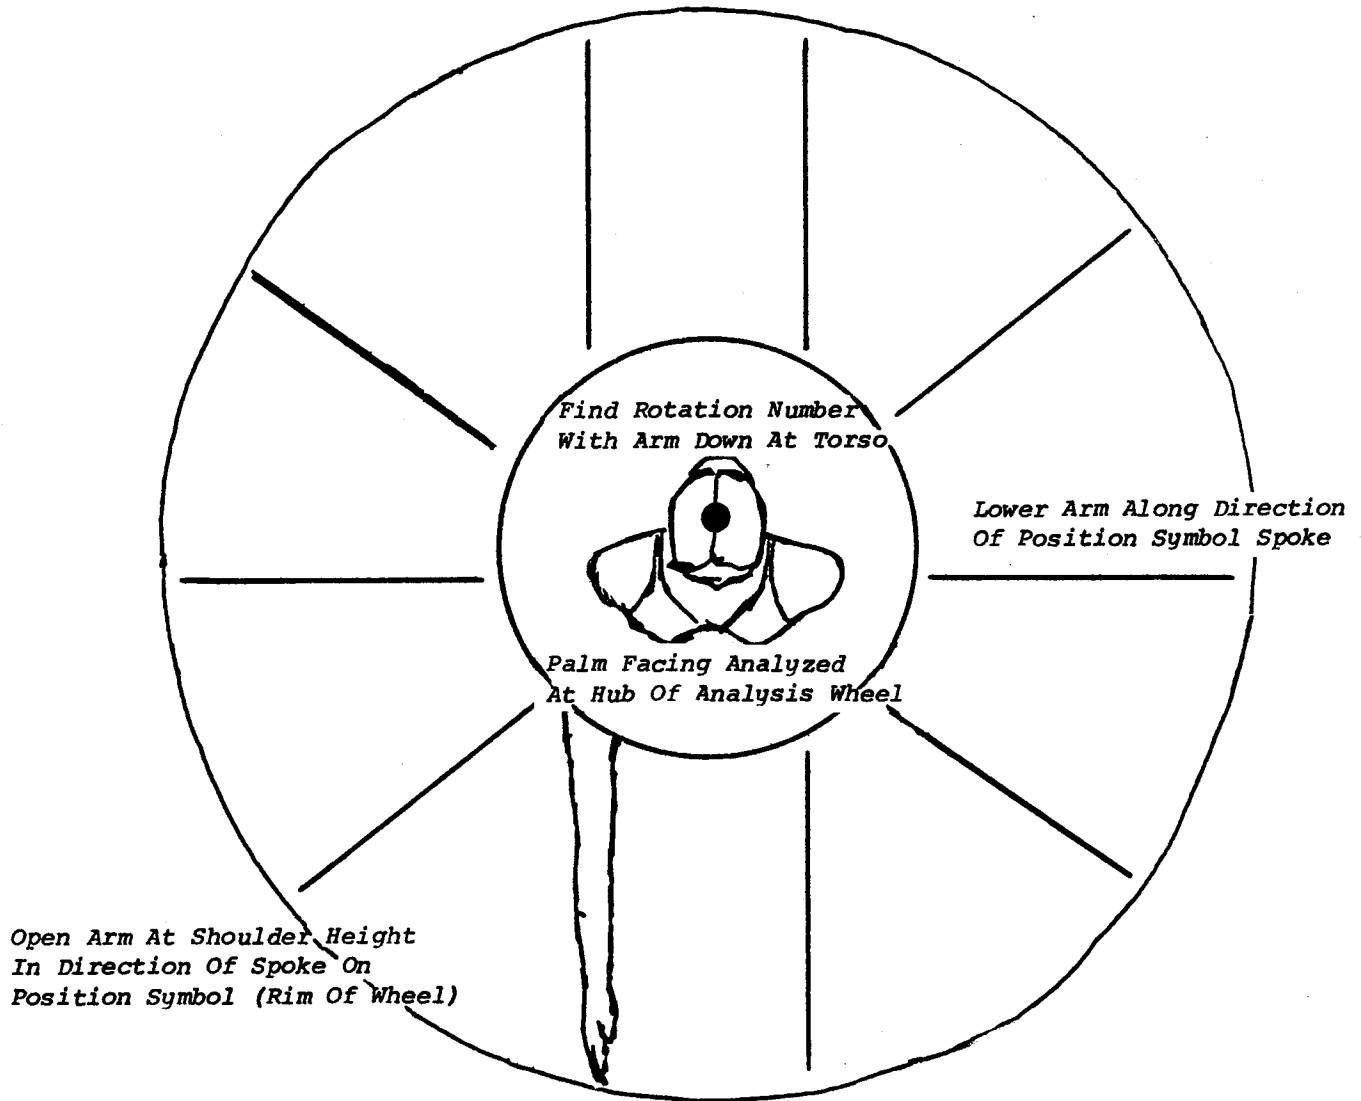 Find Rotation Number
With Arm Down At Torso
Lower Arm Along Direction
Of Position Symbol Spoke
Palm Facing Analyzed
At Hub Of Analysis Wheel
Open Arm At Shoulder Height
In Direction Of Spoke On
Position Symbol (Rim Of Wheel)